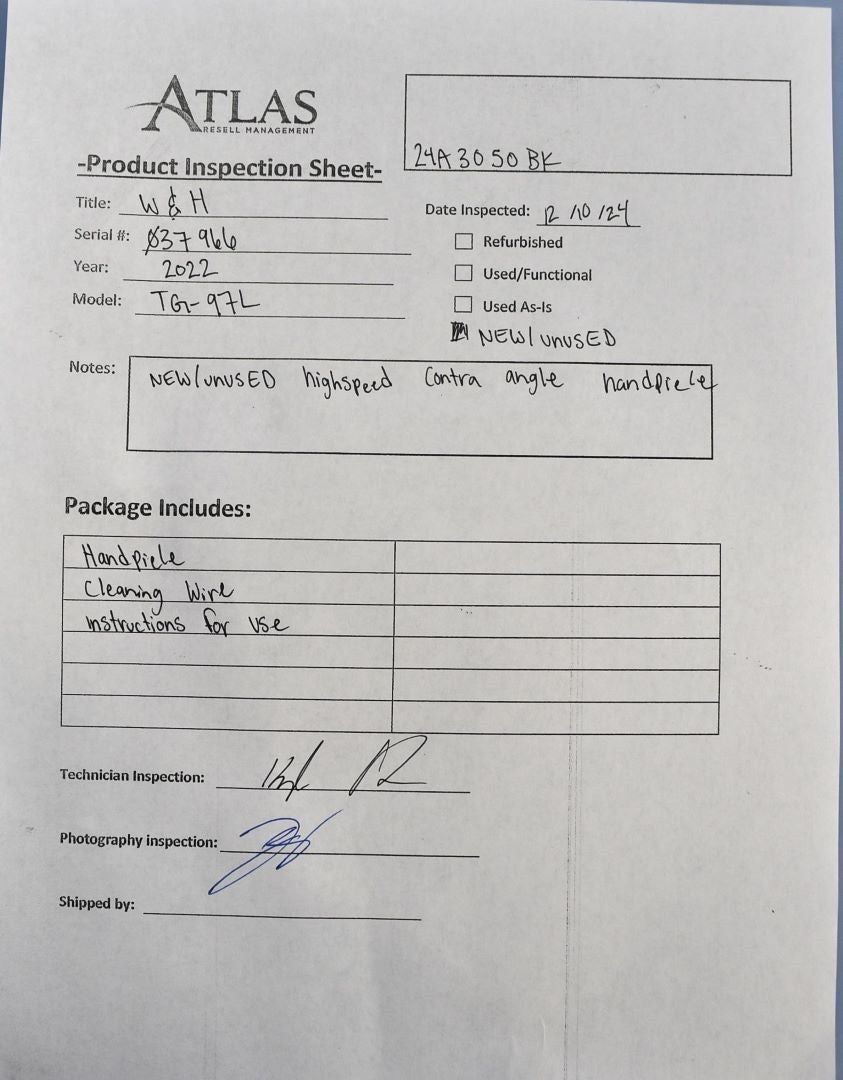 ATLAS
RESELL MANAGEMENT
24A3050BK
-Product Inspection Sheet-
Title: W & H
Date Inspected: 12/10/24
Serial #: 037966
Refurbished
Year: 2022
Used/Functional
Model: TG-97L
Used As-Is
NEW/UNUSED
Notes: NEW/UNUSED highspeed Contra angle handpiece
Package Includes:
Handpiece
Cleaning Wire
instructions for use
Technician Inspection:
Photography inspection:
Shipped by: